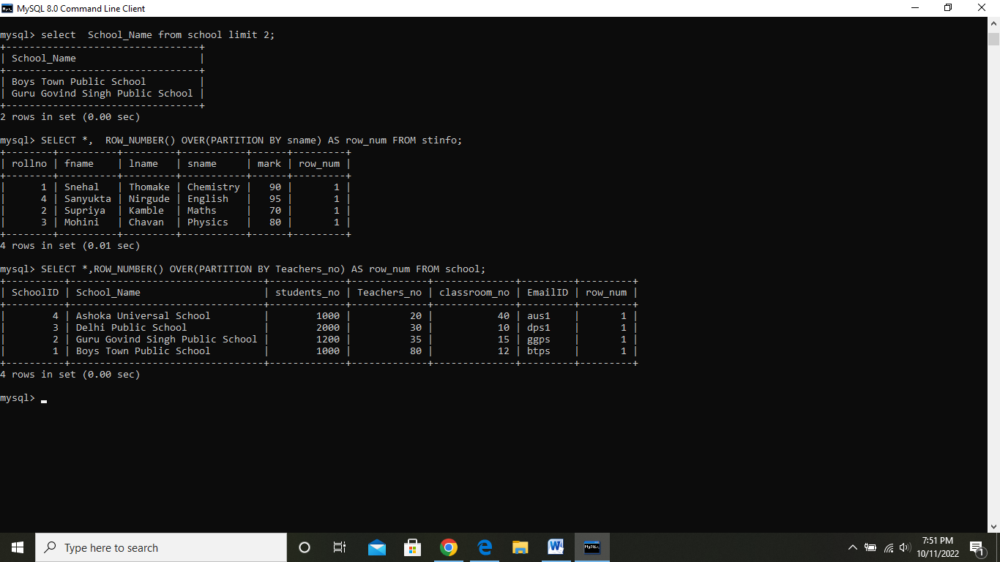 MySQL 8.0 Command Line Client
mysql> select  School_Name from school limit 2;
+---------------------------------+
| School_Name                     |
+---------------------------------+
| Boys Town Public School         |
| Guru Govind Singh Public School |
+---------------------------------+
2 rows in set (0.00 sec)
mysql> SELECT *,  ROW_NUMBER() OVER(PARTITION BY sname) AS row_num FROM stinfo;
+--------+----------+---------+-----------+------+---------+
| rollno | fname    | lname   | sname     | mark | row_num |
+--------+----------+---------+-----------+------+---------+
|      1 | Snehal   | Thomake | Chemistry |   90 |       1 |
|      4 | Sanyukta | Nirgude | English   |   95 |       1 |
|      2 | Supriya  | Kamble  | Maths     |   70 |       1 |
|      3 | Mohini   | Chavan  | Physics   |   80 |       1 |
+--------+----------+---------+-----------+------+---------+
4 rows in set (0.01 sec)
mysql> SELECT *,ROW_NUMBER() OVER(PARTITION BY Teachers_no) AS row_num FROM school;
+----------+---------------------------------+-------------+-------------+--------------+---------+---------+
| SchoolID | School_Name                     | students_no | Teachers_no | classroom_no | EmailID | row_num |
+----------+---------------------------------+-------------+-------------+--------------+---------+---------+
|        4 | Ashoka Universal School         |        1000 |          20 |           40 | aus1    |       1 |
|        3 | Delhi Public School             |        2000 |          30 |           10 | dps1    |       1 |
|        2 | Guru Govind Singh Public School |        1200 |          35 |           15 | ggps    |       1 |
|        1 | Boys Town Public School         |        1000 |          80 |           12 | btps    |       1 |
+----------+---------------------------------+-------------+-------------+--------------+---------+---------+
4 rows in set (0.00 sec)
mysql>
Type here to search
7:51 PM
10/11/2022
1